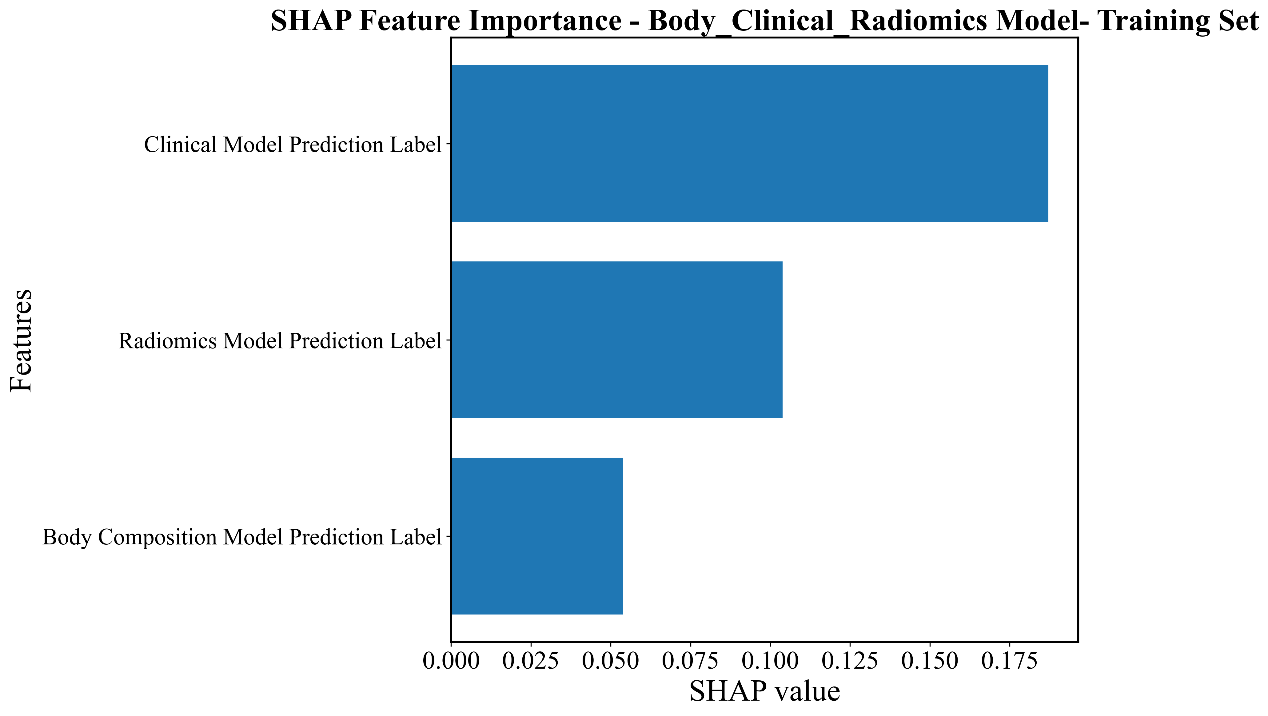 SHAP Feature Importance - Body_Clinical_Radiomics Model- Training Set
Clinical Model Prediction Label
Radiomics Model Prediction Label
Body Composition Model Prediction Label
Features
0.000 0.025 0.050 0.075 0.100 0.125 0.150 0.175
SHAP value